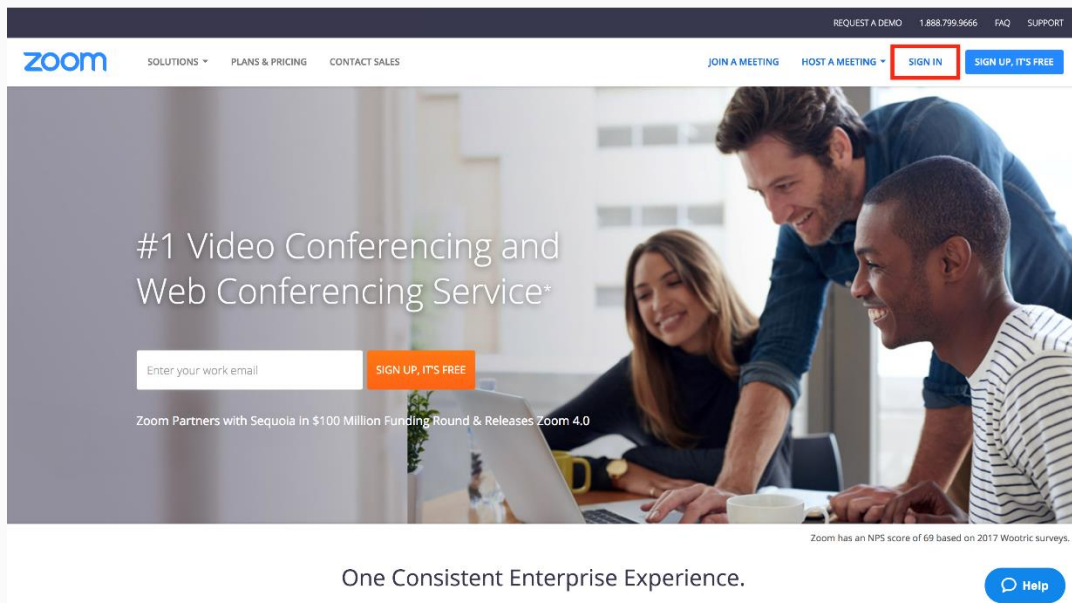 REQUEST A DEMO 1.888.799.9666 FAQ SUPPORT
zoom SOLUTIONS PLANS & PRICING CONTACT SALES JOIN A MEETING HOST A MEETING SIGN IN SIGN UP, IT'S FREE
#1 Video Conferencing and
Web Conferencing Service*
Enter your work email SIGN UP, IT'S FREE
Zoom Partners with Sequoia in $100 Million Funding Round & Releases Zoom 4.0
Zoom has an NPS score of 69 based on 2017 Wootric surveys.
One Consistent Enterprise Experience.
Help